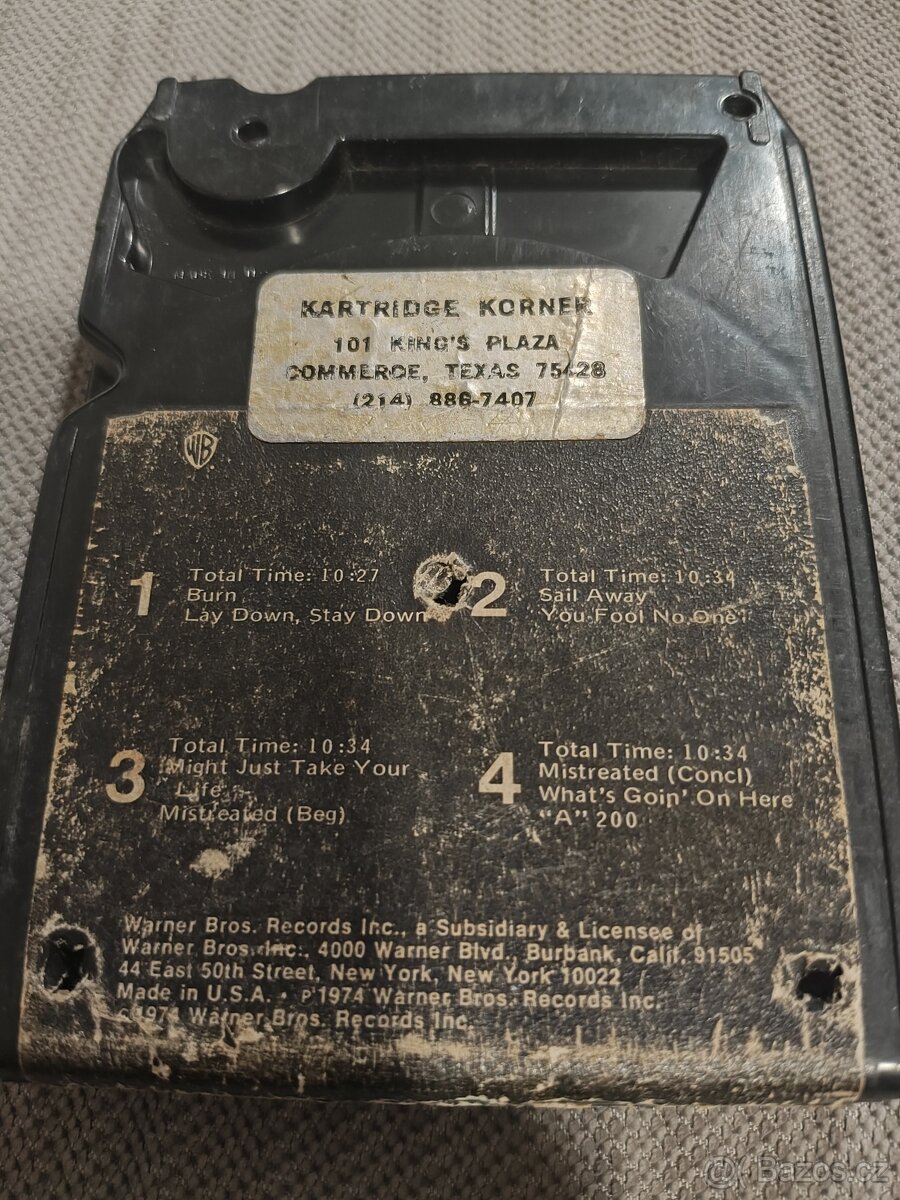 MADE IN U.S.A.
KARTRIDGE KORNER
101 KING'S PLAZA
COMMERCE, TEXAS 75428
(214) 886-7407
WB
1
Total Time: 10:27
Burn
Lay Down, Stay Down
2
Total Time: 10:34
Sail Away
You Fool No One
3
Total Time: 10:34
Might Just Take Your
Life
Mistreated (Beg)
4
Total Time: 10:34
Mistreated (Concl)
What's Goin' On Here
"A" 200
Warner Bros. Records Inc., a Subsidiary & Licensee of
Warner Bros. Inc., 4000 Warner Blvd., Burbank, Calif. 91505
44 East 50th Street, New York, New York 10022
Made in U.S.A. • ℗1974 Warner Bros. Records Inc.
©1974 Warner Bros. Records Inc.
Bazos.cz